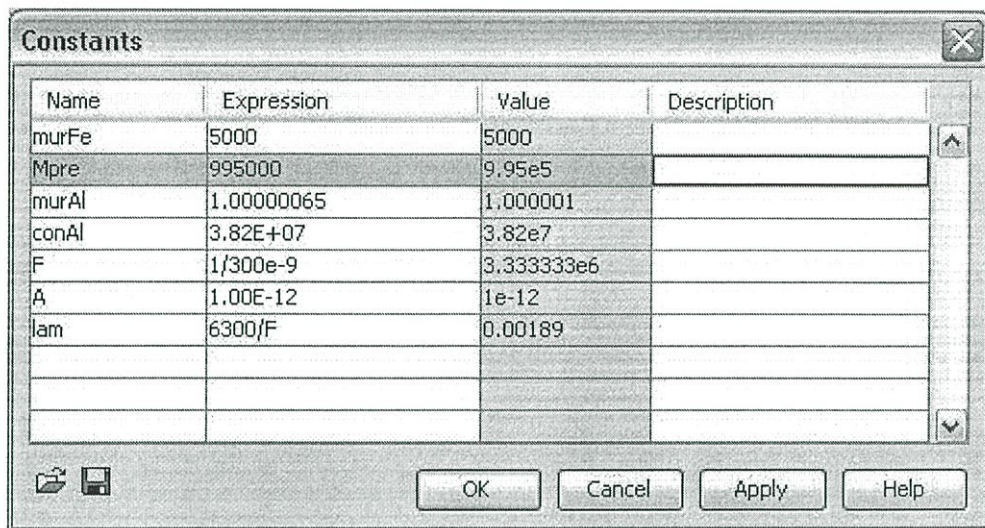 Constants
Name Expression Value Description
murFe 5000 5000
Mpre 995000 9.95e5
murAl 1.00000065 1.000001
conAl 3.82E+07 3.82e7
F 1/300e-9 3.333333e6
A 1.00E-12 1e-12
lam 6300/F 0.00189
OK Cancel Apply Help